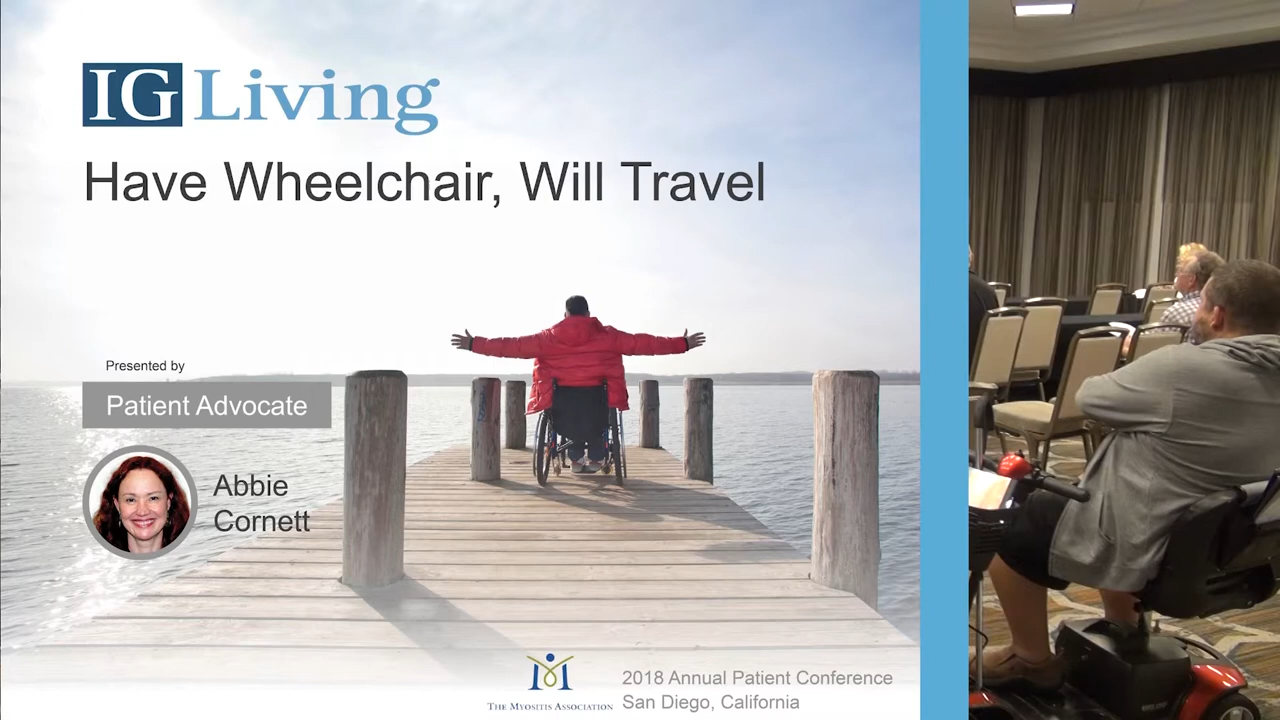 IG Living
Have Wheelchair, Will Travel
Presented by
Patient Advocate
Abbie
Cornett
THE MYOSITIS ASSOCIATION
2018 Annual Patient Conference
San Diego, California